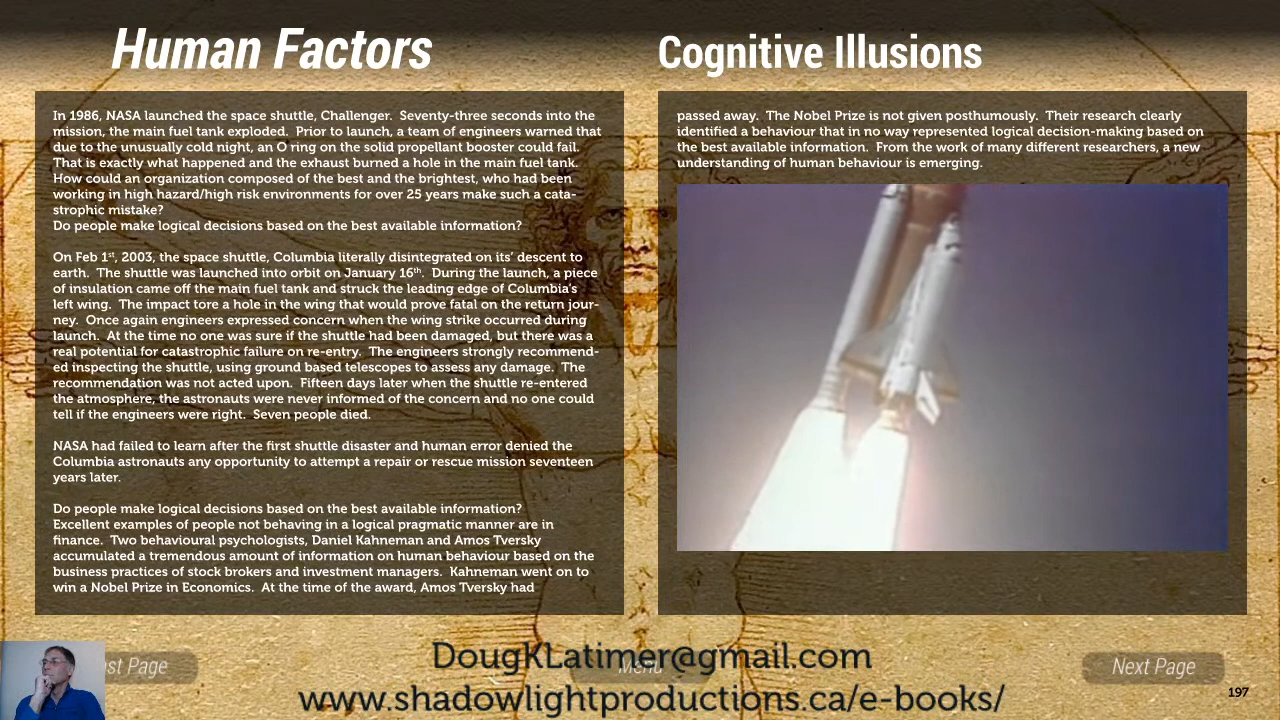 Human Factors
Cognitive Illusions
In 1986, NASA launched the space shuttle, Challenger. Seventy-three seconds into the
mission, the main fuel tank exploded. Prior to launch, a team of engineers warned that
due to the unusually cold night, an O ring on the solid propellant booster could fail.
That is exactly what happened and the exhaust burned a hole in the main fuel tank.
How could an organization composed of the best and the brightest, who had been
working in high hazard/high risk environments for over 25 years make such a cata-
strophic mistake?
Do people make logical decisions based on the best available information?
On Feb 1st, 2003, the space shuttle, Columbia literally disintegrated on its’ descent to
earth. The shuttle was launched into orbit on January 16th. During the launch, a piece
of insulation came off the main fuel tank and struck the leading edge of Columbia’s
left wing. The impact tore a hole in the wing that would prove fatal on the return jour-
ney. Once again engineers expressed concern when the wing strike occurred during
launch. At the time no one was sure if the shuttle had been damaged, but there was a
real potential for catastrophic failure on re-entry. The engineers strongly recommend-
ed inspecting the shuttle, using ground based telescopes to assess any damage. The
recommendation was not acted upon. Fifteen days later when the shuttle re-entered
the atmosphere, the astronauts were never informed of the concern and no one could
tell if the engineers were right. Seven people died.
NASA had failed to learn after the first shuttle disaster and human error denied the
Columbia astronauts any opportunity to attempt a repair or rescue mission seventeen
years later.
Do people make logical decisions based on the best available information?
Excellent examples of people not behaving in a logical pragmatic manner are in
finance. Two behavioural psychologists, Daniel Kahneman and Amos Tversky
accumulated a tremendous amount of information on human behaviour based on the
business practices of stock brokers and investment managers. Kahneman went on to
win a Nobel Prize in Economics. At the time of the award, Amos Tversky had
passed away. The Nobel Prize is not given posthumously. Their research clearly
identified a behaviour that in no way represented logical decision-making based on
the best available information. From the work of many different researchers, a new
understanding of human behaviour is emerging.
DougKLatimer@gmail.com
Page
Menu
Next Page
www.shadowlightproductions.ca/e-books/
197